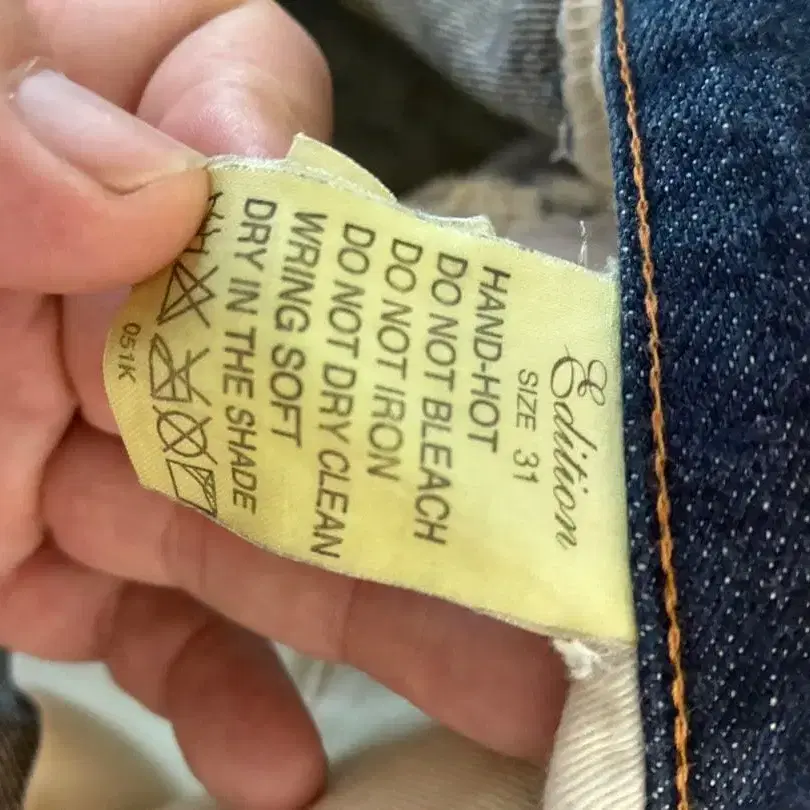 Edition
SIZE 31
HAND-HOT
DO NOT BLEACH
DO NOT IRON
DO NOT DRY CLEAN
WRING SOFT
DRY IN THE SHADE
051K